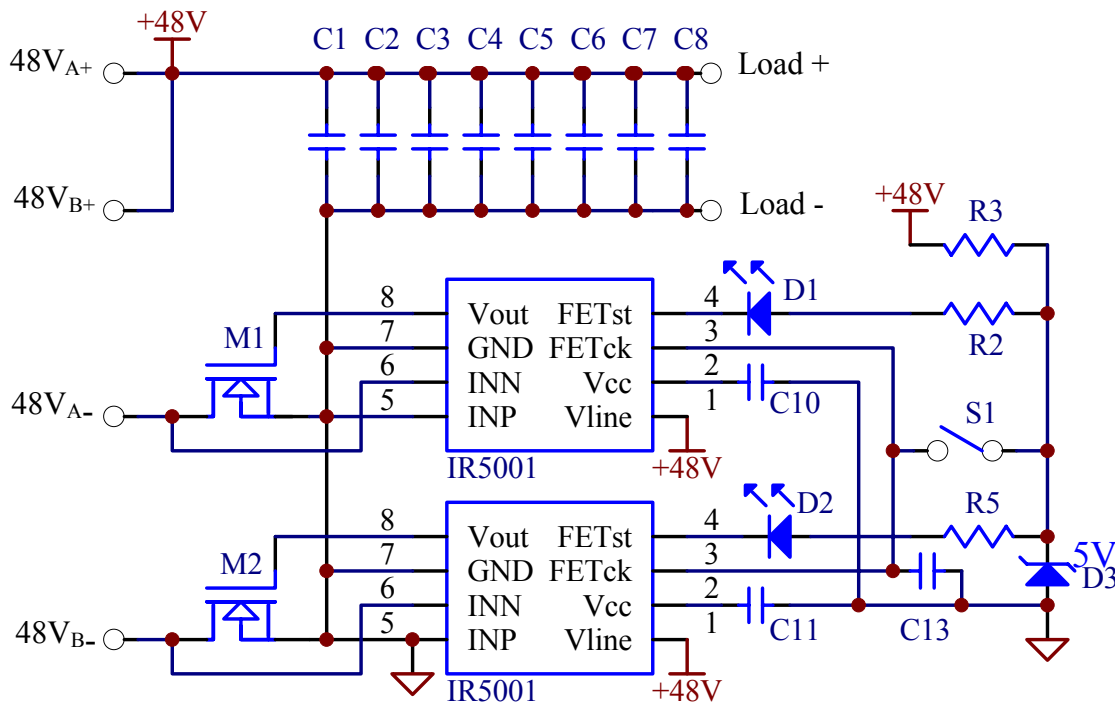 +48V
C1 C2 C3 C4 C5 C6 C7 C8
48VA+
Load +
48VB+
Load -
+48V
R3
8 Vout FETst 4
D1
R2
M1
7 GND FETck 3
6 INN Vcc 2
C10
48VA-
5 INP Vline 1
S1
IR5001
+48V
8 Vout FETst 4
D2
R5
M2
7 GND FETck 3
5V
D3
6 INN Vcc 2
C11
C13
48VB-
5 INP Vline 1
IR5001
+48V